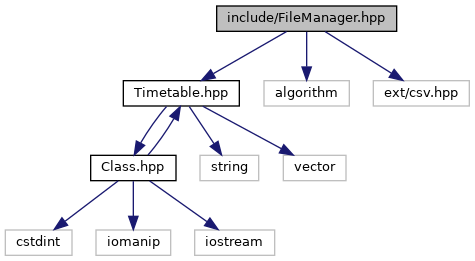 include/FileManager.hpp
Timetable.hpp
algorithm
ext/csv.hpp
Class.hpp
string
vector
cstdint
iomanip
iostream